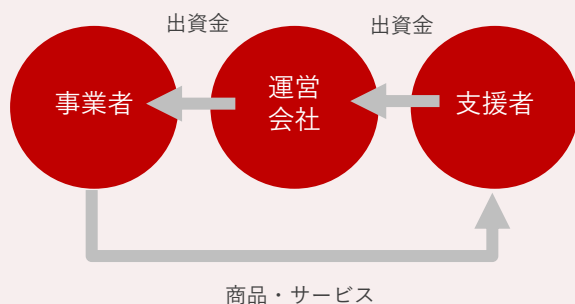 出資金
出資金
事業者
運営
会社
支援者
商品・サービス